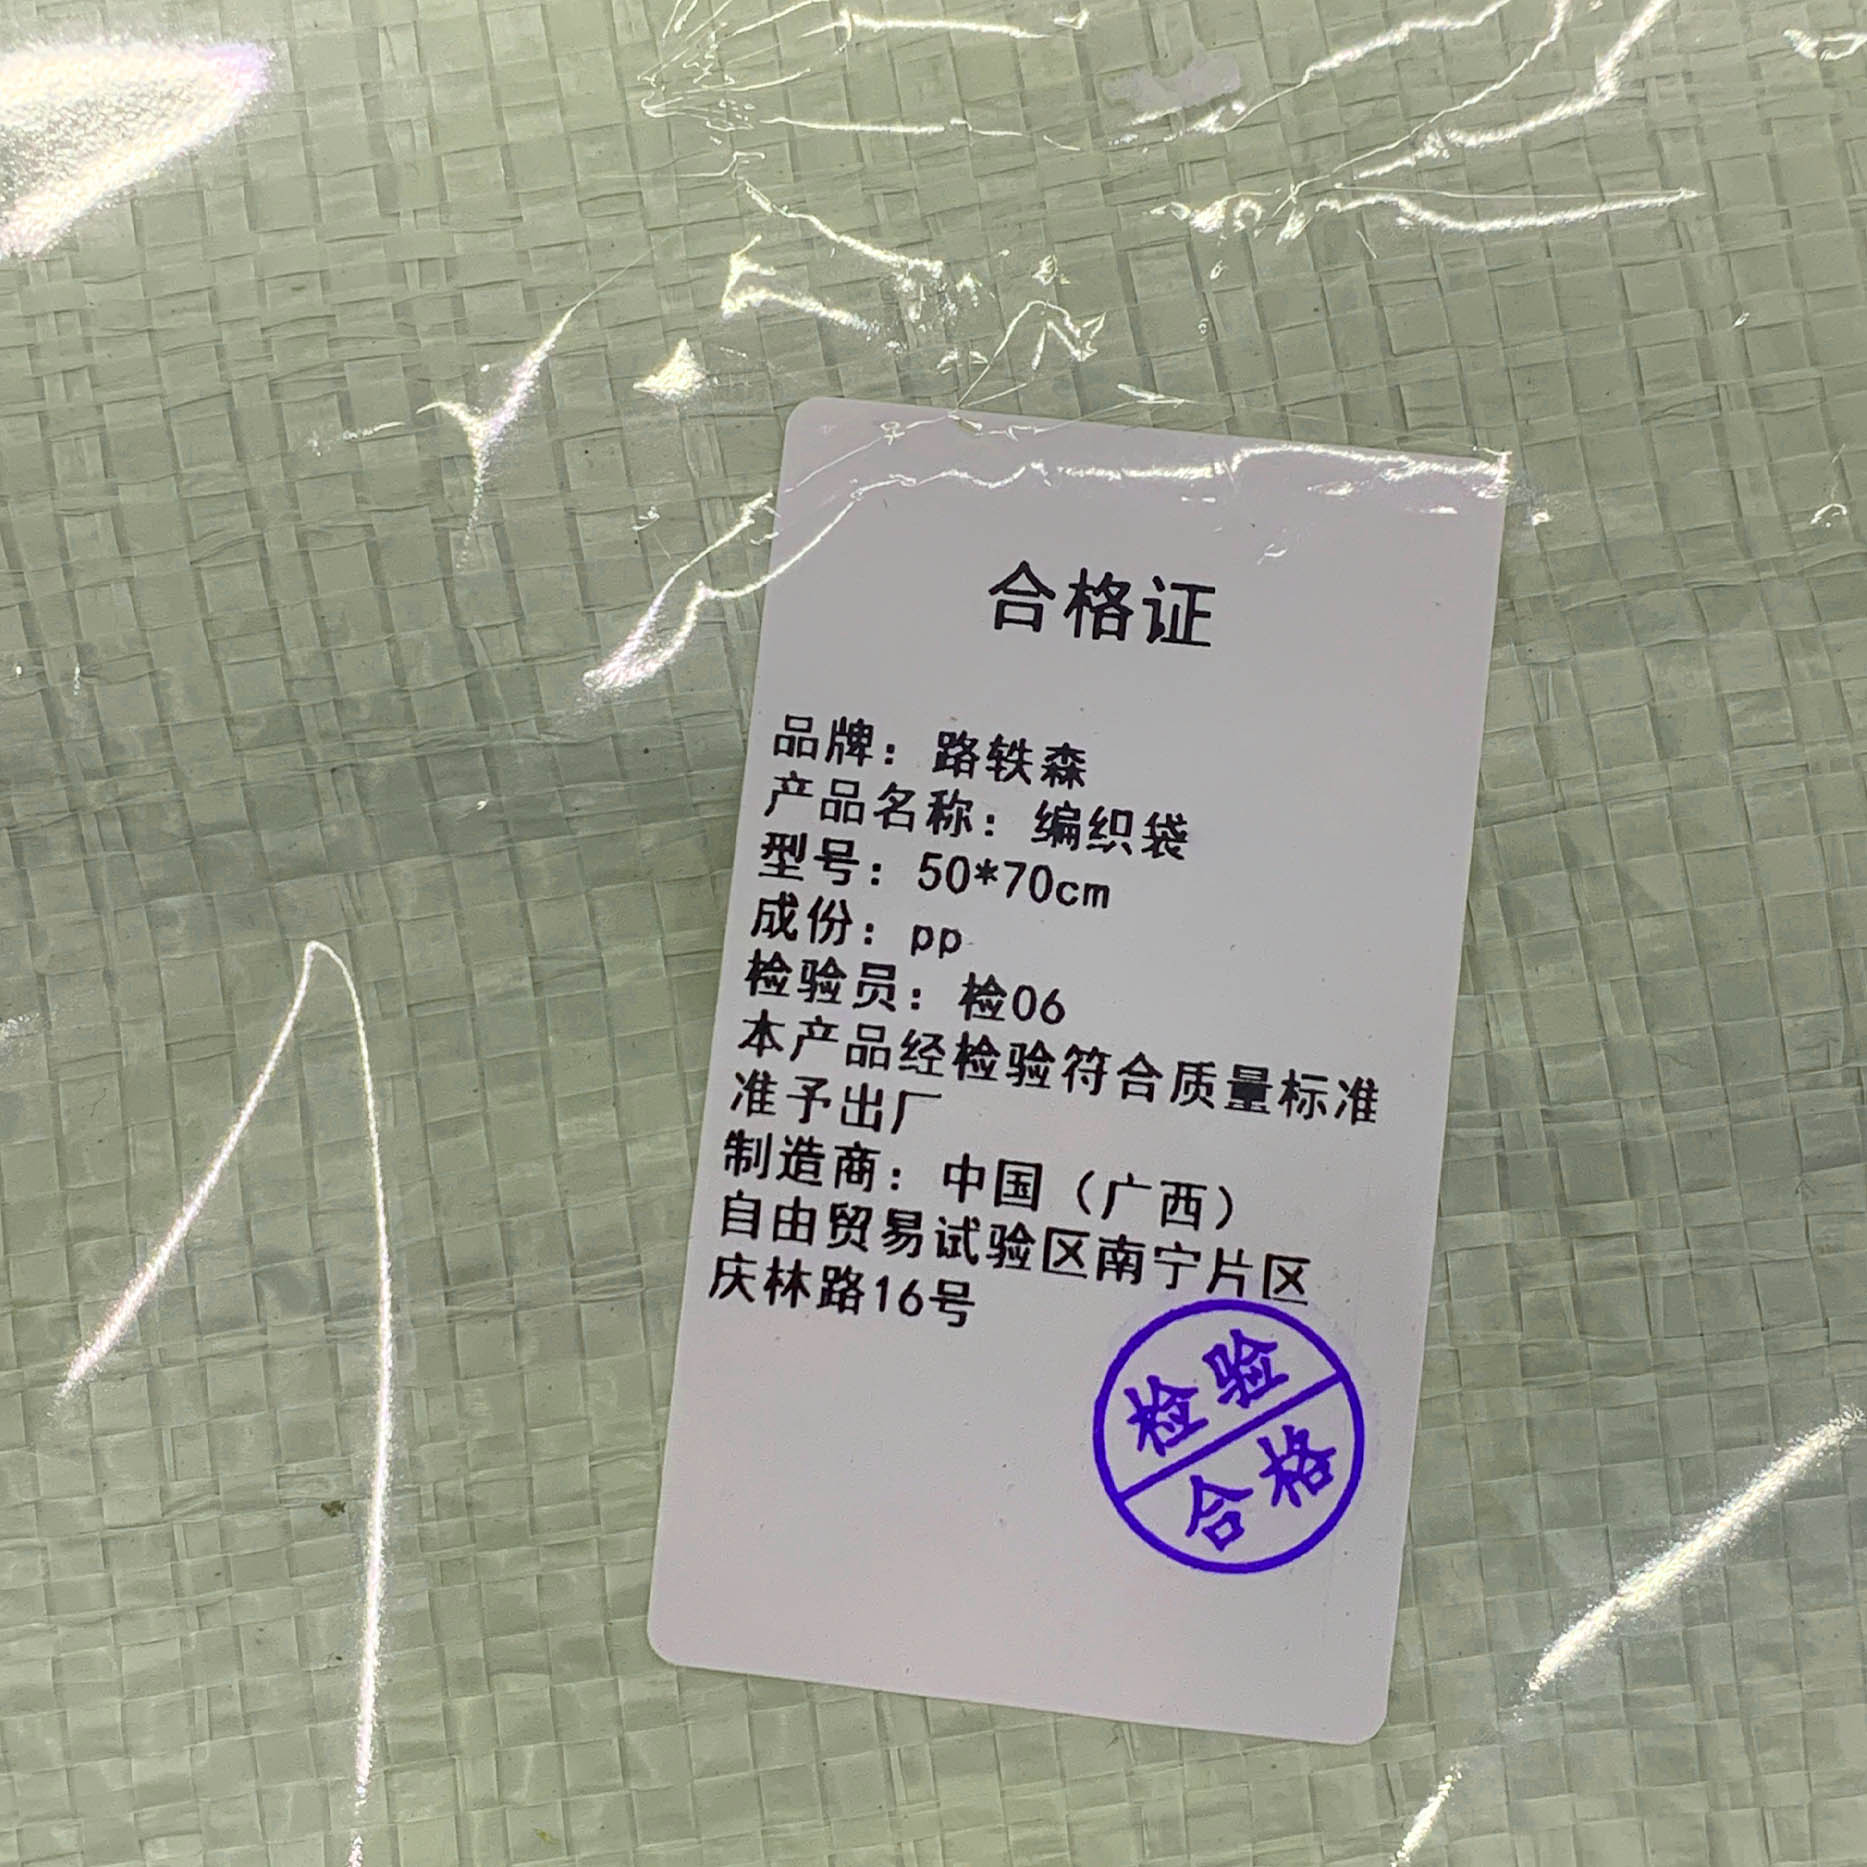 合格证
品牌：路轶森
产品名称：编织袋
型号：50*70cm
成份：pp
检验员：检06
本产品经检验符合质量标准
准予出厂
制造商：中国（广西）
自由贸易试验区南宁片区
庆林路16号
检验
合格